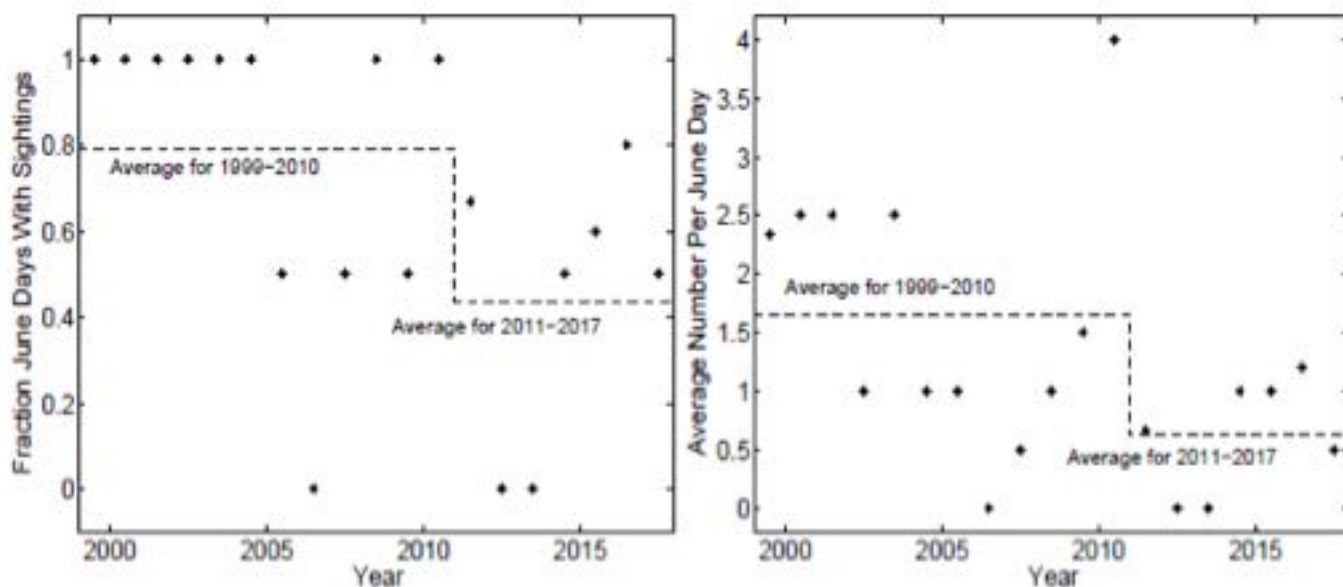 Fraction June Days With Sightings
1
0.8
0.6
0.4
0.2
0
Average for 1999-2010
Average for 2011-2017
2000 2005 2010 2015
Year
Average Number Per June Day
4
3.5
3
2.5
2
1.5
1
0.5
0
Average for 1999-2010
Average for 2011-2017
2000 2005 2010 2015
Year